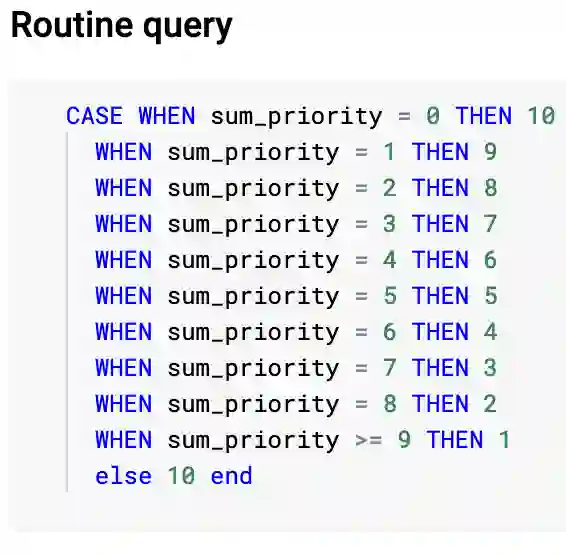 Routine query
CASE WHEN sum_priority = 0 THEN 10
WHEN sum_priority = 1 THEN 9
WHEN sum_priority = 2 THEN 8
WHEN sum_priority = 3 THEN 7
WHEN sum_priority = 4 THEN 6
WHEN sum_priority = 5 THEN 5
WHEN sum_priority = 6 THEN 4
WHEN sum_priority = 7 THEN 3
WHEN sum_priority = 8 THEN 2
WHEN sum_priority >= 9 THEN 1
else 10 end